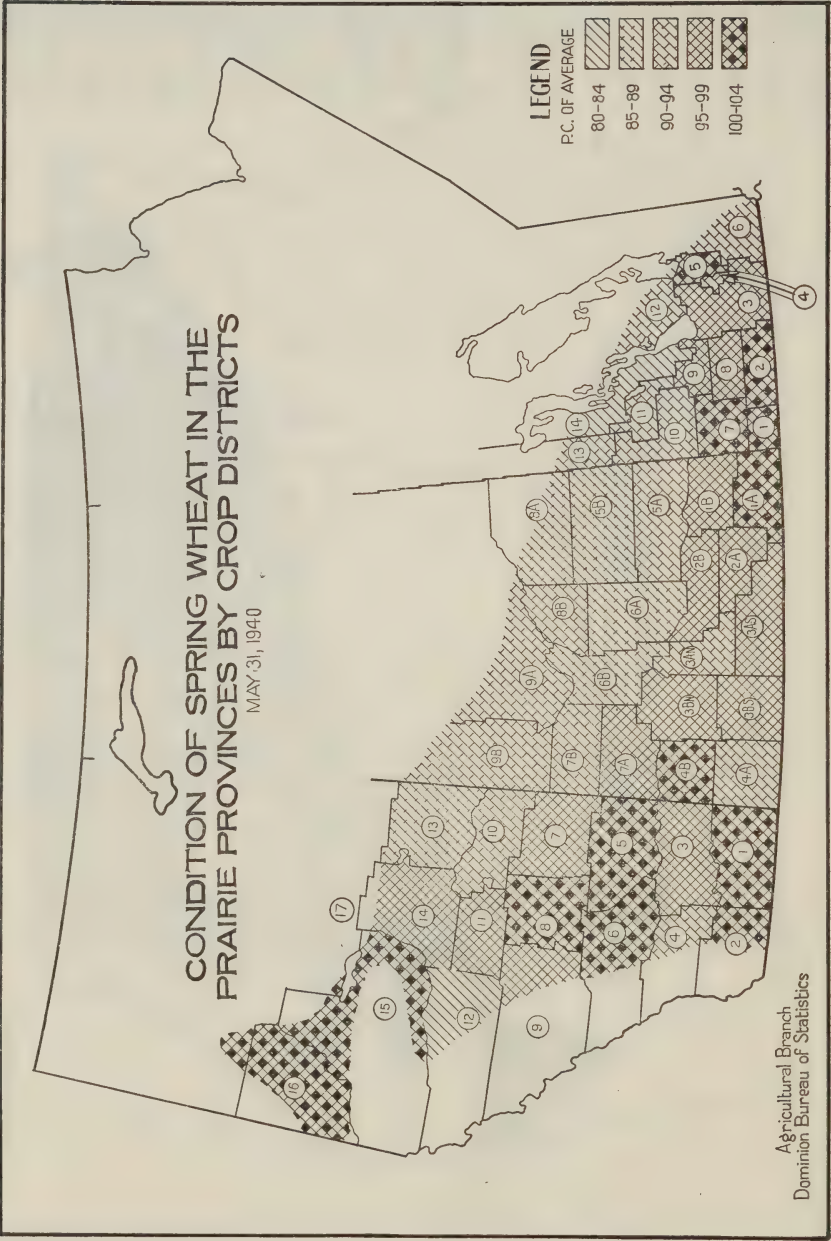 CONDITION OF SPRING WHEAT IN THE
PRAIRIE PROVINCES BY CROP DISTRICTS
MAY 31, 1940
LEGEND
P.C. OF AVERAGE
80-84
85-89
90-94
95-99
100-104
17
16
15
14
13
12
11
10
9
8
7
6
5
4
3
2
1
9B
9A
8B
8A
7B
7A
6B
6A
5B
5A
4B
4A
3BN
3BS
3AN
3AS
2B
2A
1B
1A
14
13
12
11
10
9
8
7
6
5
4
3
2
1
Agricultural Branch
Dominion Bureau of Statistics